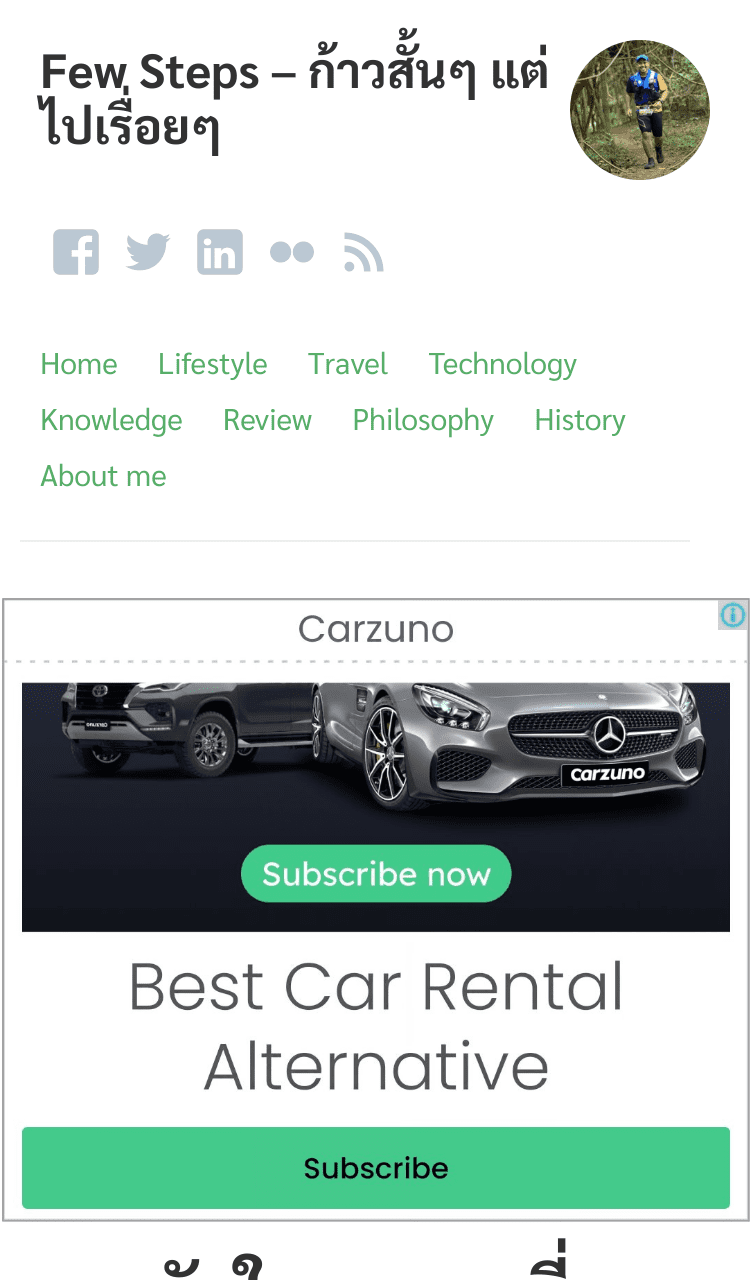 Few Steps – ก้าวสั้นๆ แต่
ไปเรื่อยๆ
Home Lifestyle Travel Technology
Knowledge Review Philosophy History
About me
Carzuno
Carzuno
Subscribe now
Best Car Rental
Alternative
Subscribe